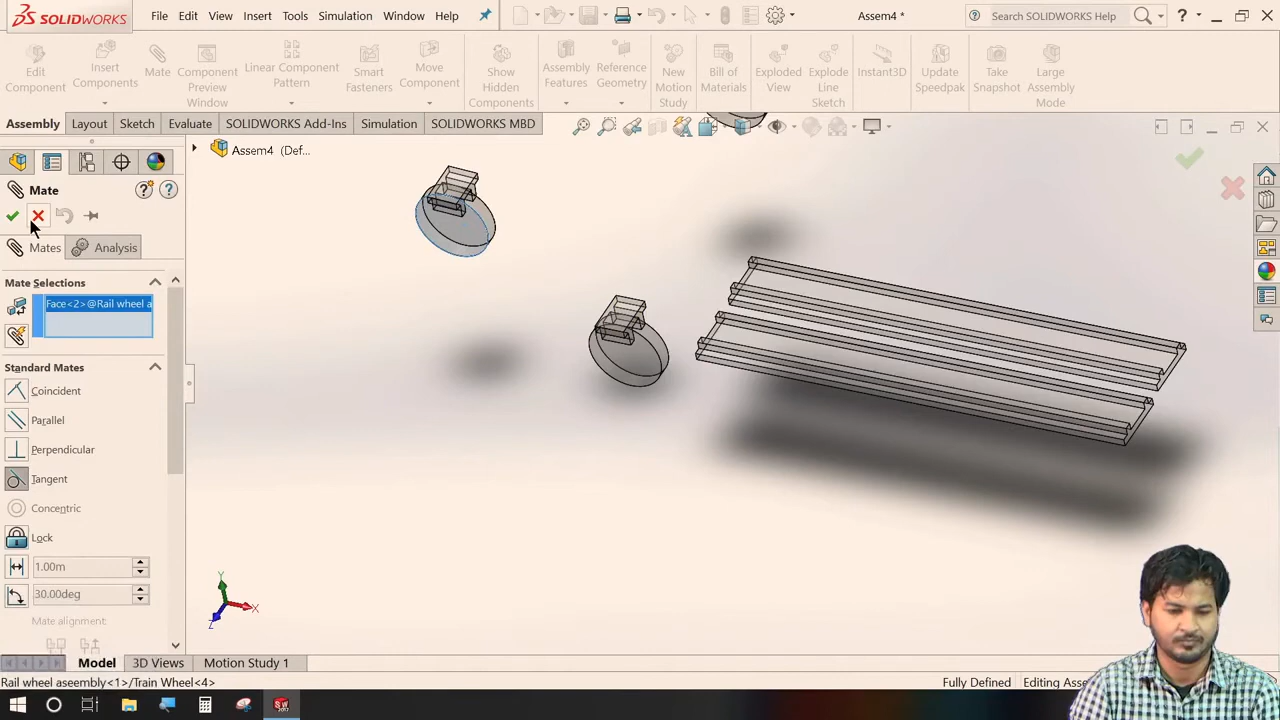 SOLIDWORKS
File Edit View Insert Tools Simulation Window Help
Assem4 *
Search SOLIDWORKS Help
Edit Component
Insert Components
Mate
Component Preview Window
Linear Component Pattern
Smart Fasteners
Move Component
Show Hidden Components
Assembly Features
Reference Geometry
New Motion Study
Bill of Materials
Exploded View
Explode Line Sketch
Instant3D
Update Speedpak
Take Snapshot
Large Assembly Mode
Assembly Layout Sketch Evaluate SOLIDWORKS Add-Ins Simulation SOLIDWORKS MBD
Assem4 (Def...
Mate
Mates Analysis
Mate Selections
Face<2>@Rail wheel a
Standard Mates
Coincident
Parallel
Perpendicular
Tangent
Concentric
Lock
1.00m
30.00deg
Mate alignment:
Y
X
Z
Model 3D Views Motion Study 1
Rail wheel aseembly<1>/Train Wheel<4>
Fully Defined
Editing Asse